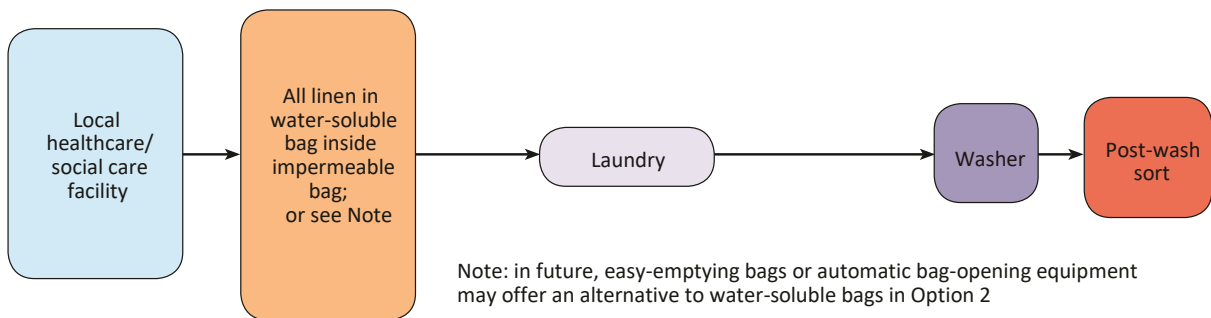 Local
healthcare/
social care
facility
All linen in
water-soluble
bag inside
impermeable
bag;
or see Note
Laundry
Washer
Post-wash
sort
Note: in future, easy-emptying bags or automatic bag-opening equipment
may offer an alternative to water-soluble bags in Option 2